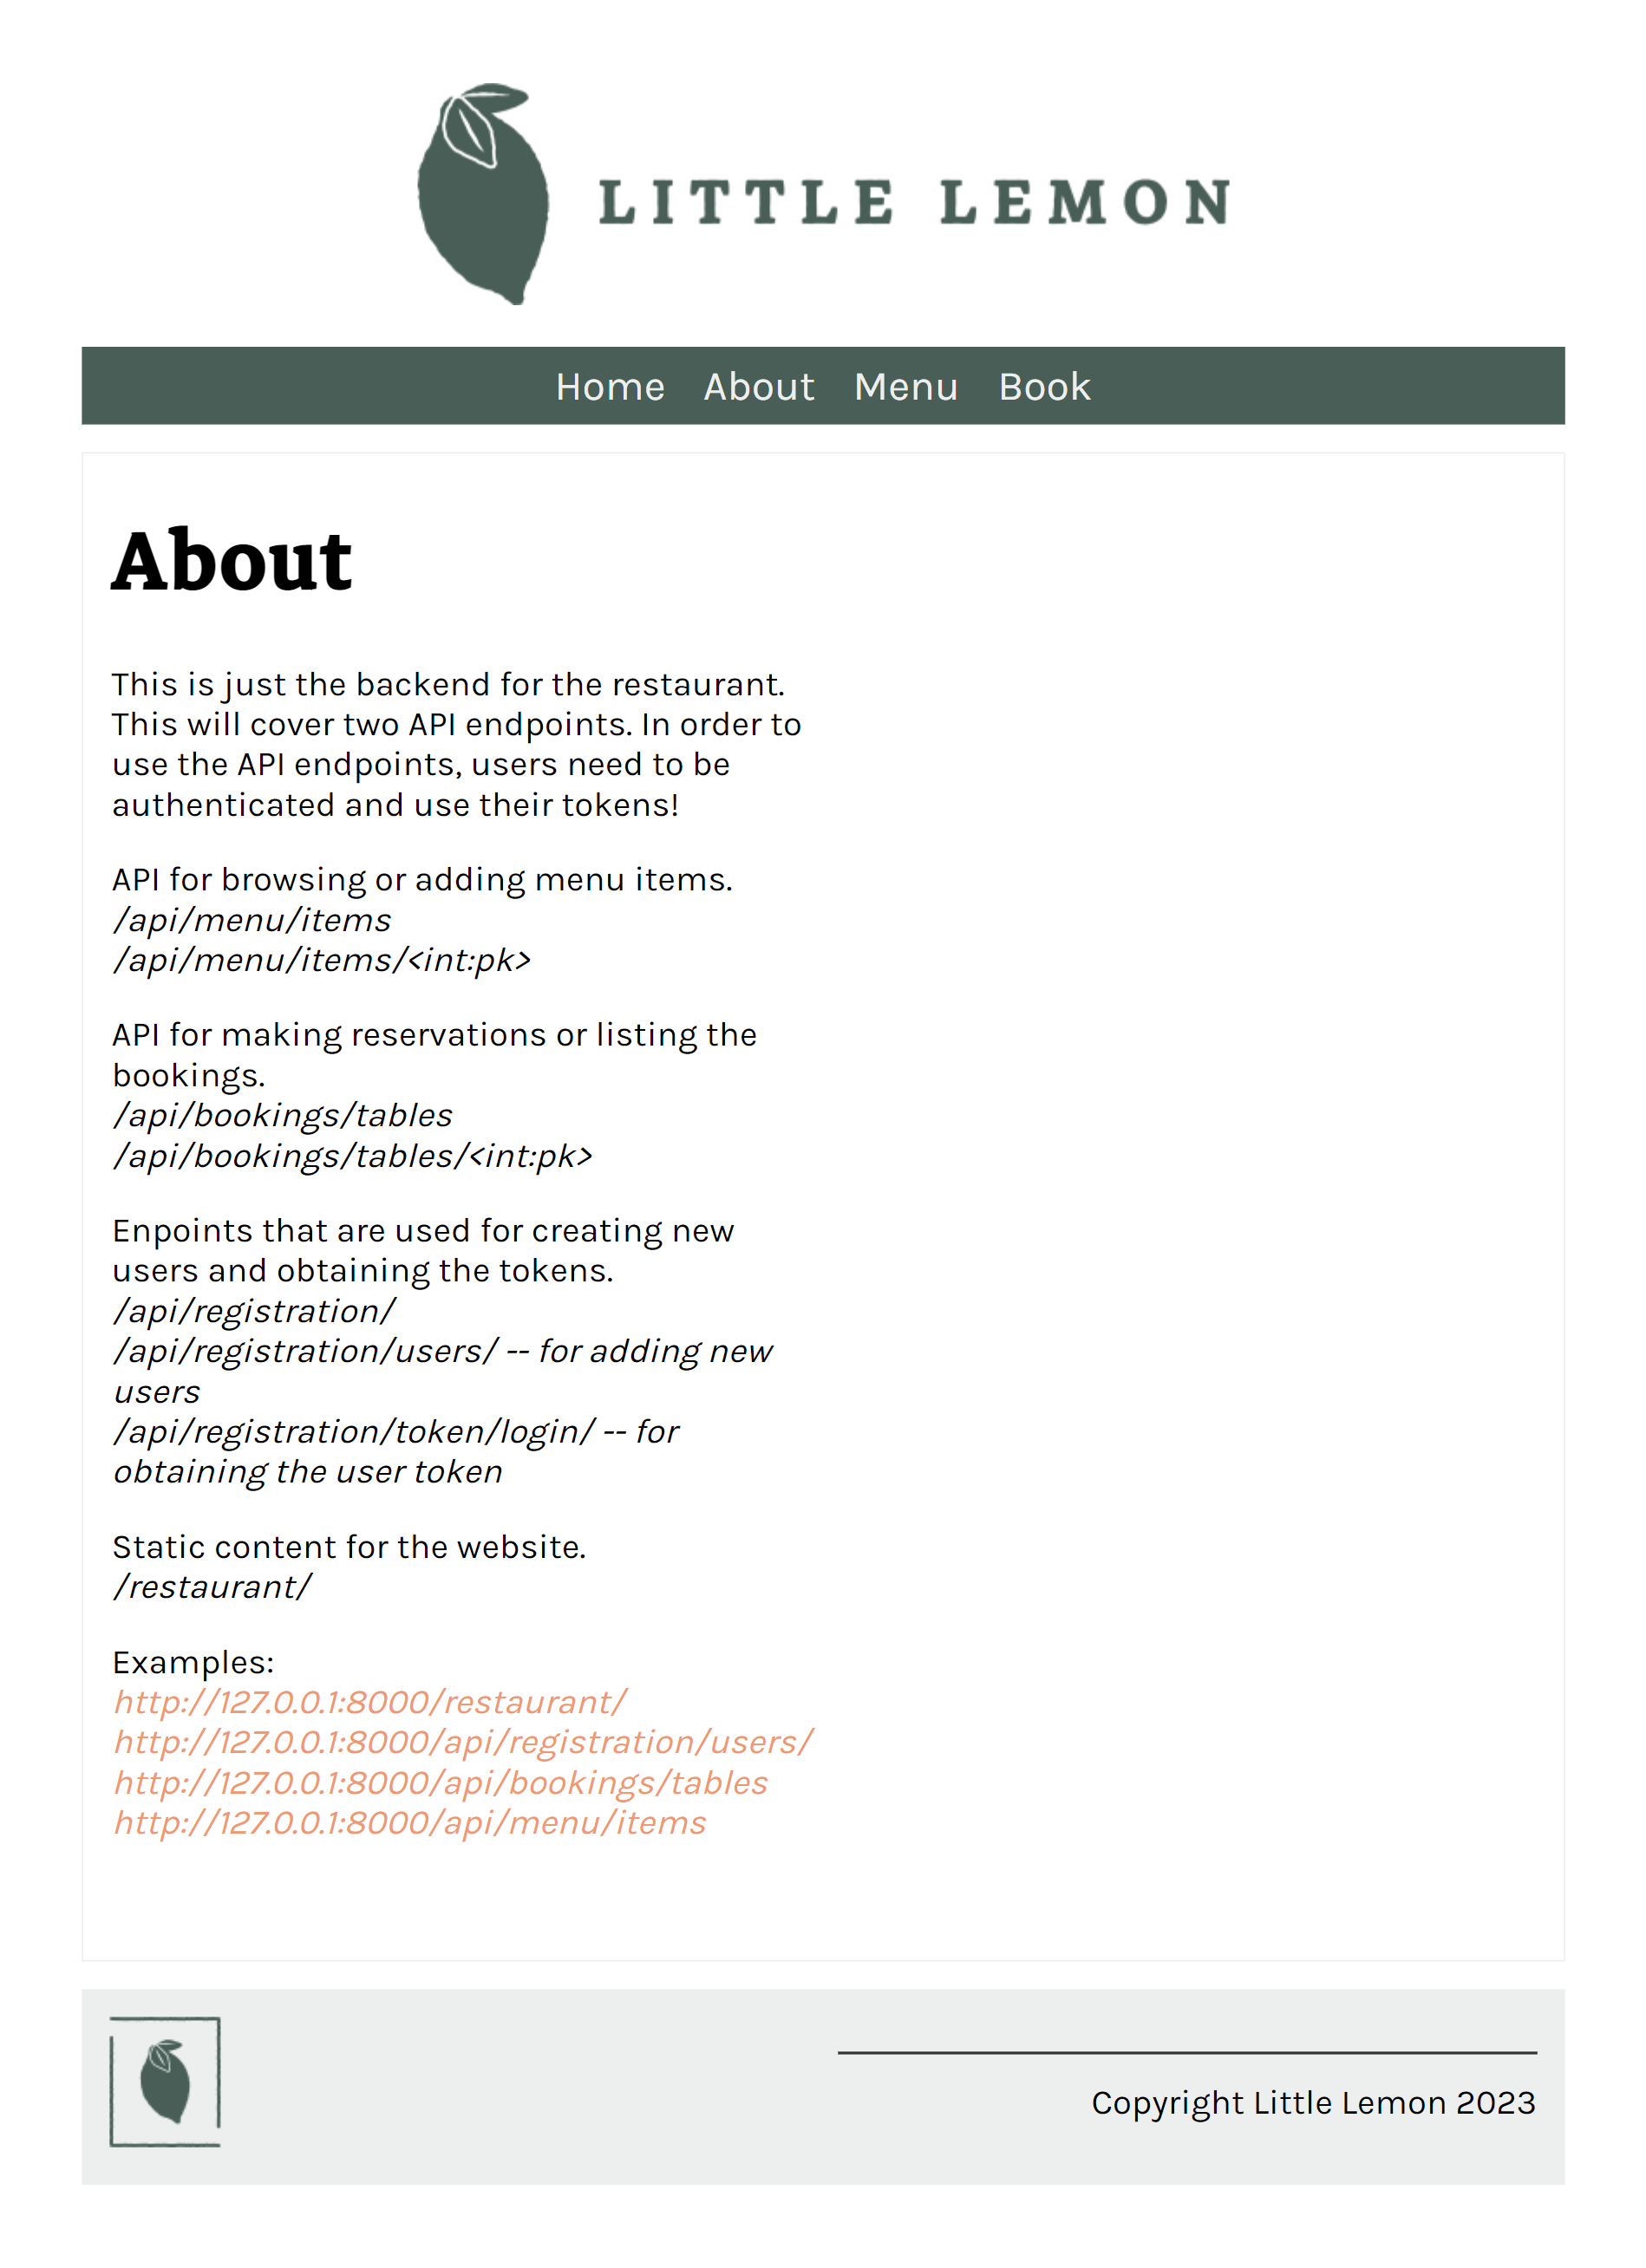 LITTLE LEMON
Home About Menu Book
About
This is just the backend for the restaurant.
This will cover two API endpoints. In order to
use the API endpoints, users need to be
authenticated and use their tokens!
API for browsing or adding menu items.
/api/menu/items
/api/menu/items/<int:pk>
API for making reservations or listing the
bookings.
/api/bookings/tables
/api/bookings/tables/<int:pk>
Enpoints that are used for creating new
users and obtaining the tokens.
/api/registration/
/api/registration/users/ -- for adding new
users
/api/registration/token/login/ -- for
obtaining the user token
Static content for the website.
/restaurant/
Examples:
http://127.0.0.1:8000/restaurant/
http://127.0.0.1:8000/api/registration/users/
http://127.0.0.1:8000/api/bookings/tables
http://127.0.0.1:8000/api/menu/items
Copyright Little Lemon 2023